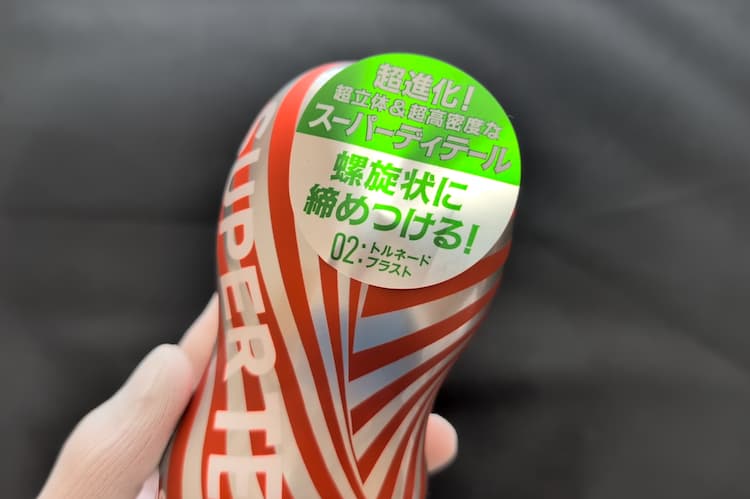 超進化！
超立体＆超高密度な
スーパーディテール
螺旋状に
締めつける！
02:トルネード
ブラスト
SUPER TE